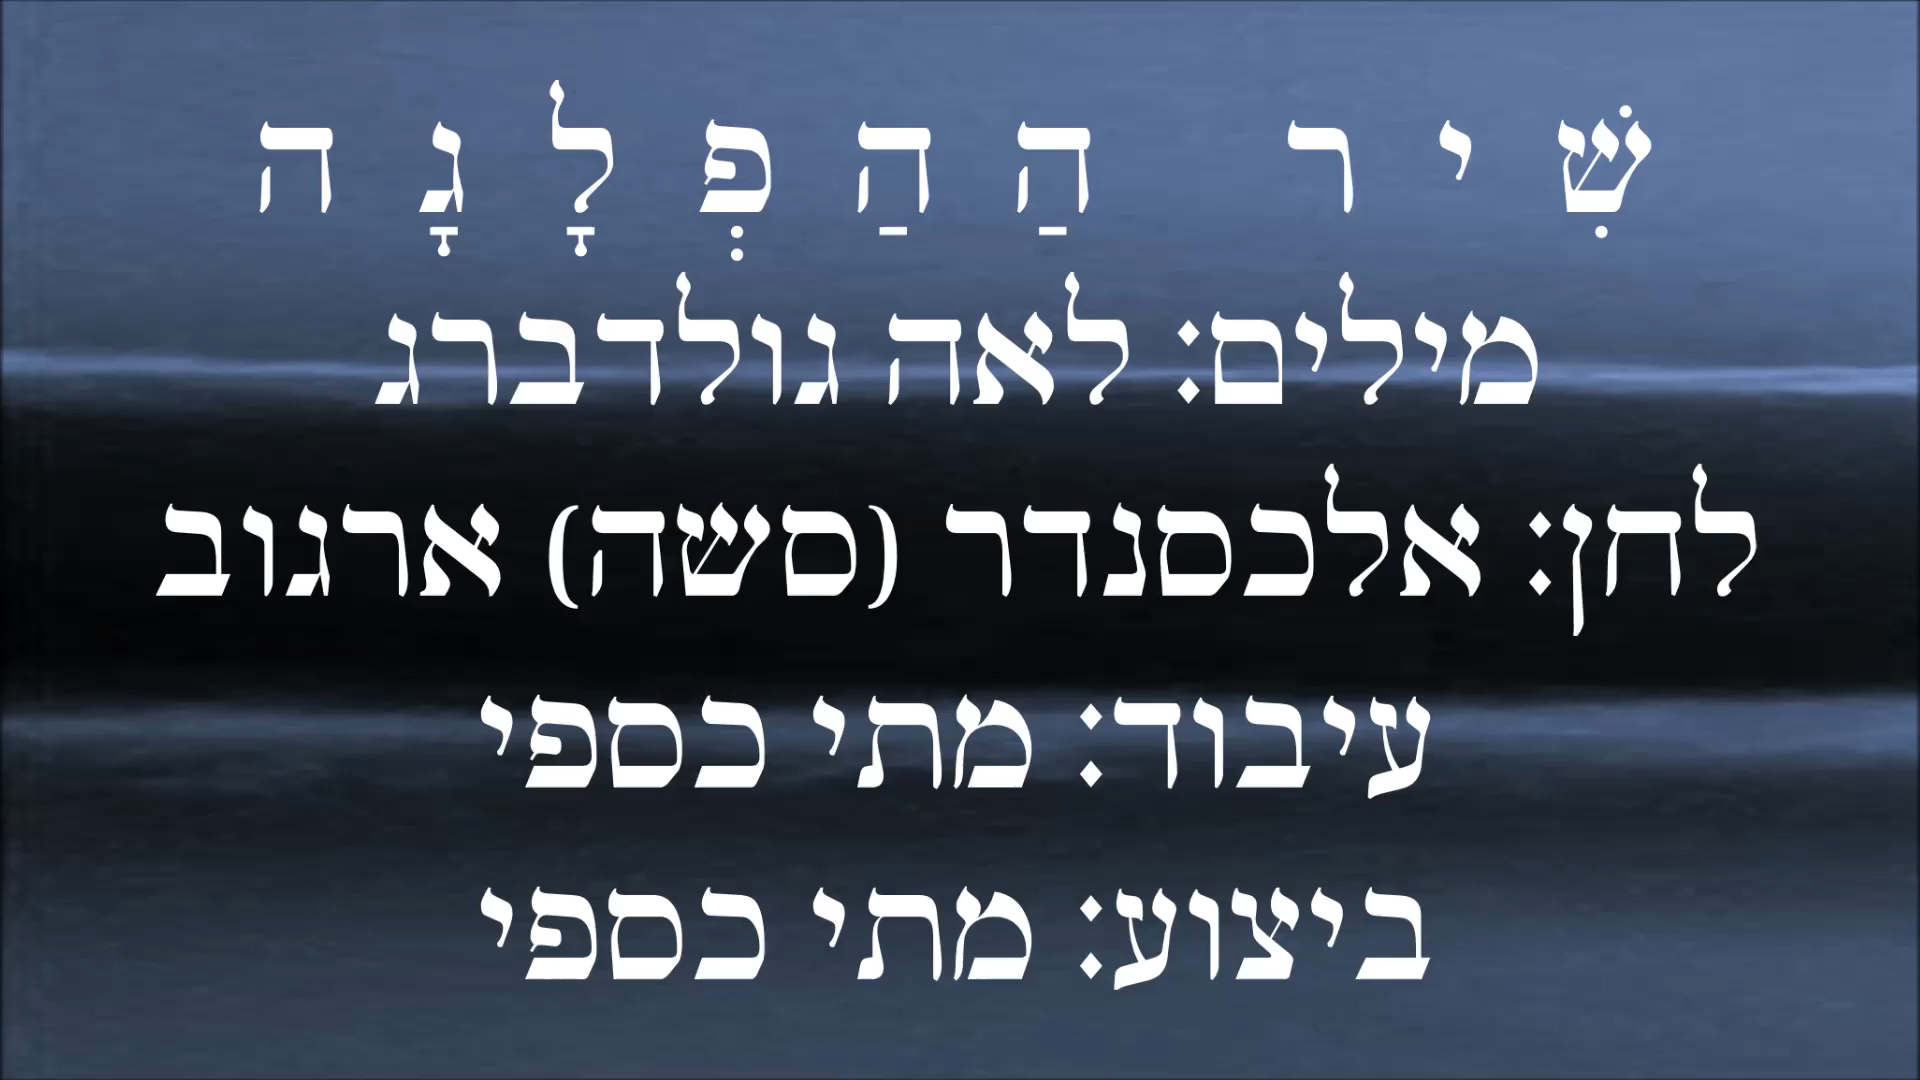 שִׁיר הַהַפְלָגָה
מילים: לאה גולדברג
לחן: אלכסנדר (סשה) ארגוב
עיבוד: מתי כספי
ביצוע: מתי כספי